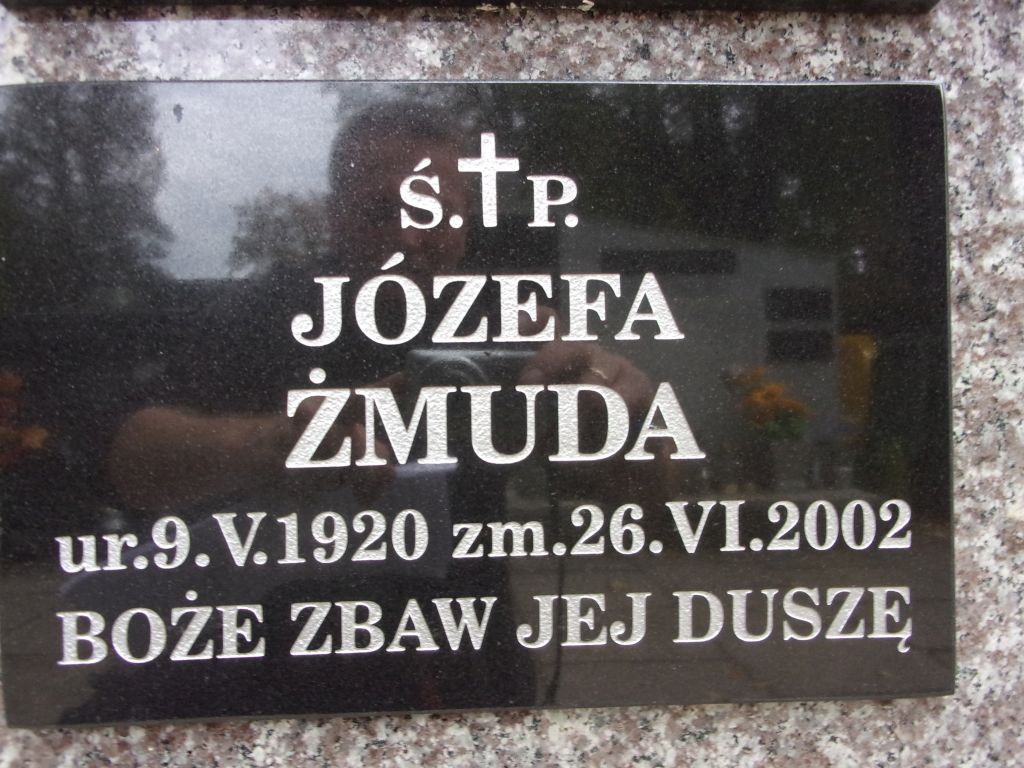 Ś.✝P.
JÓZEFA
ŻMUDA
ur.9.V.1920 zm.26.VI.2002
BOŻE ZBAW JEJ DUSZĘ